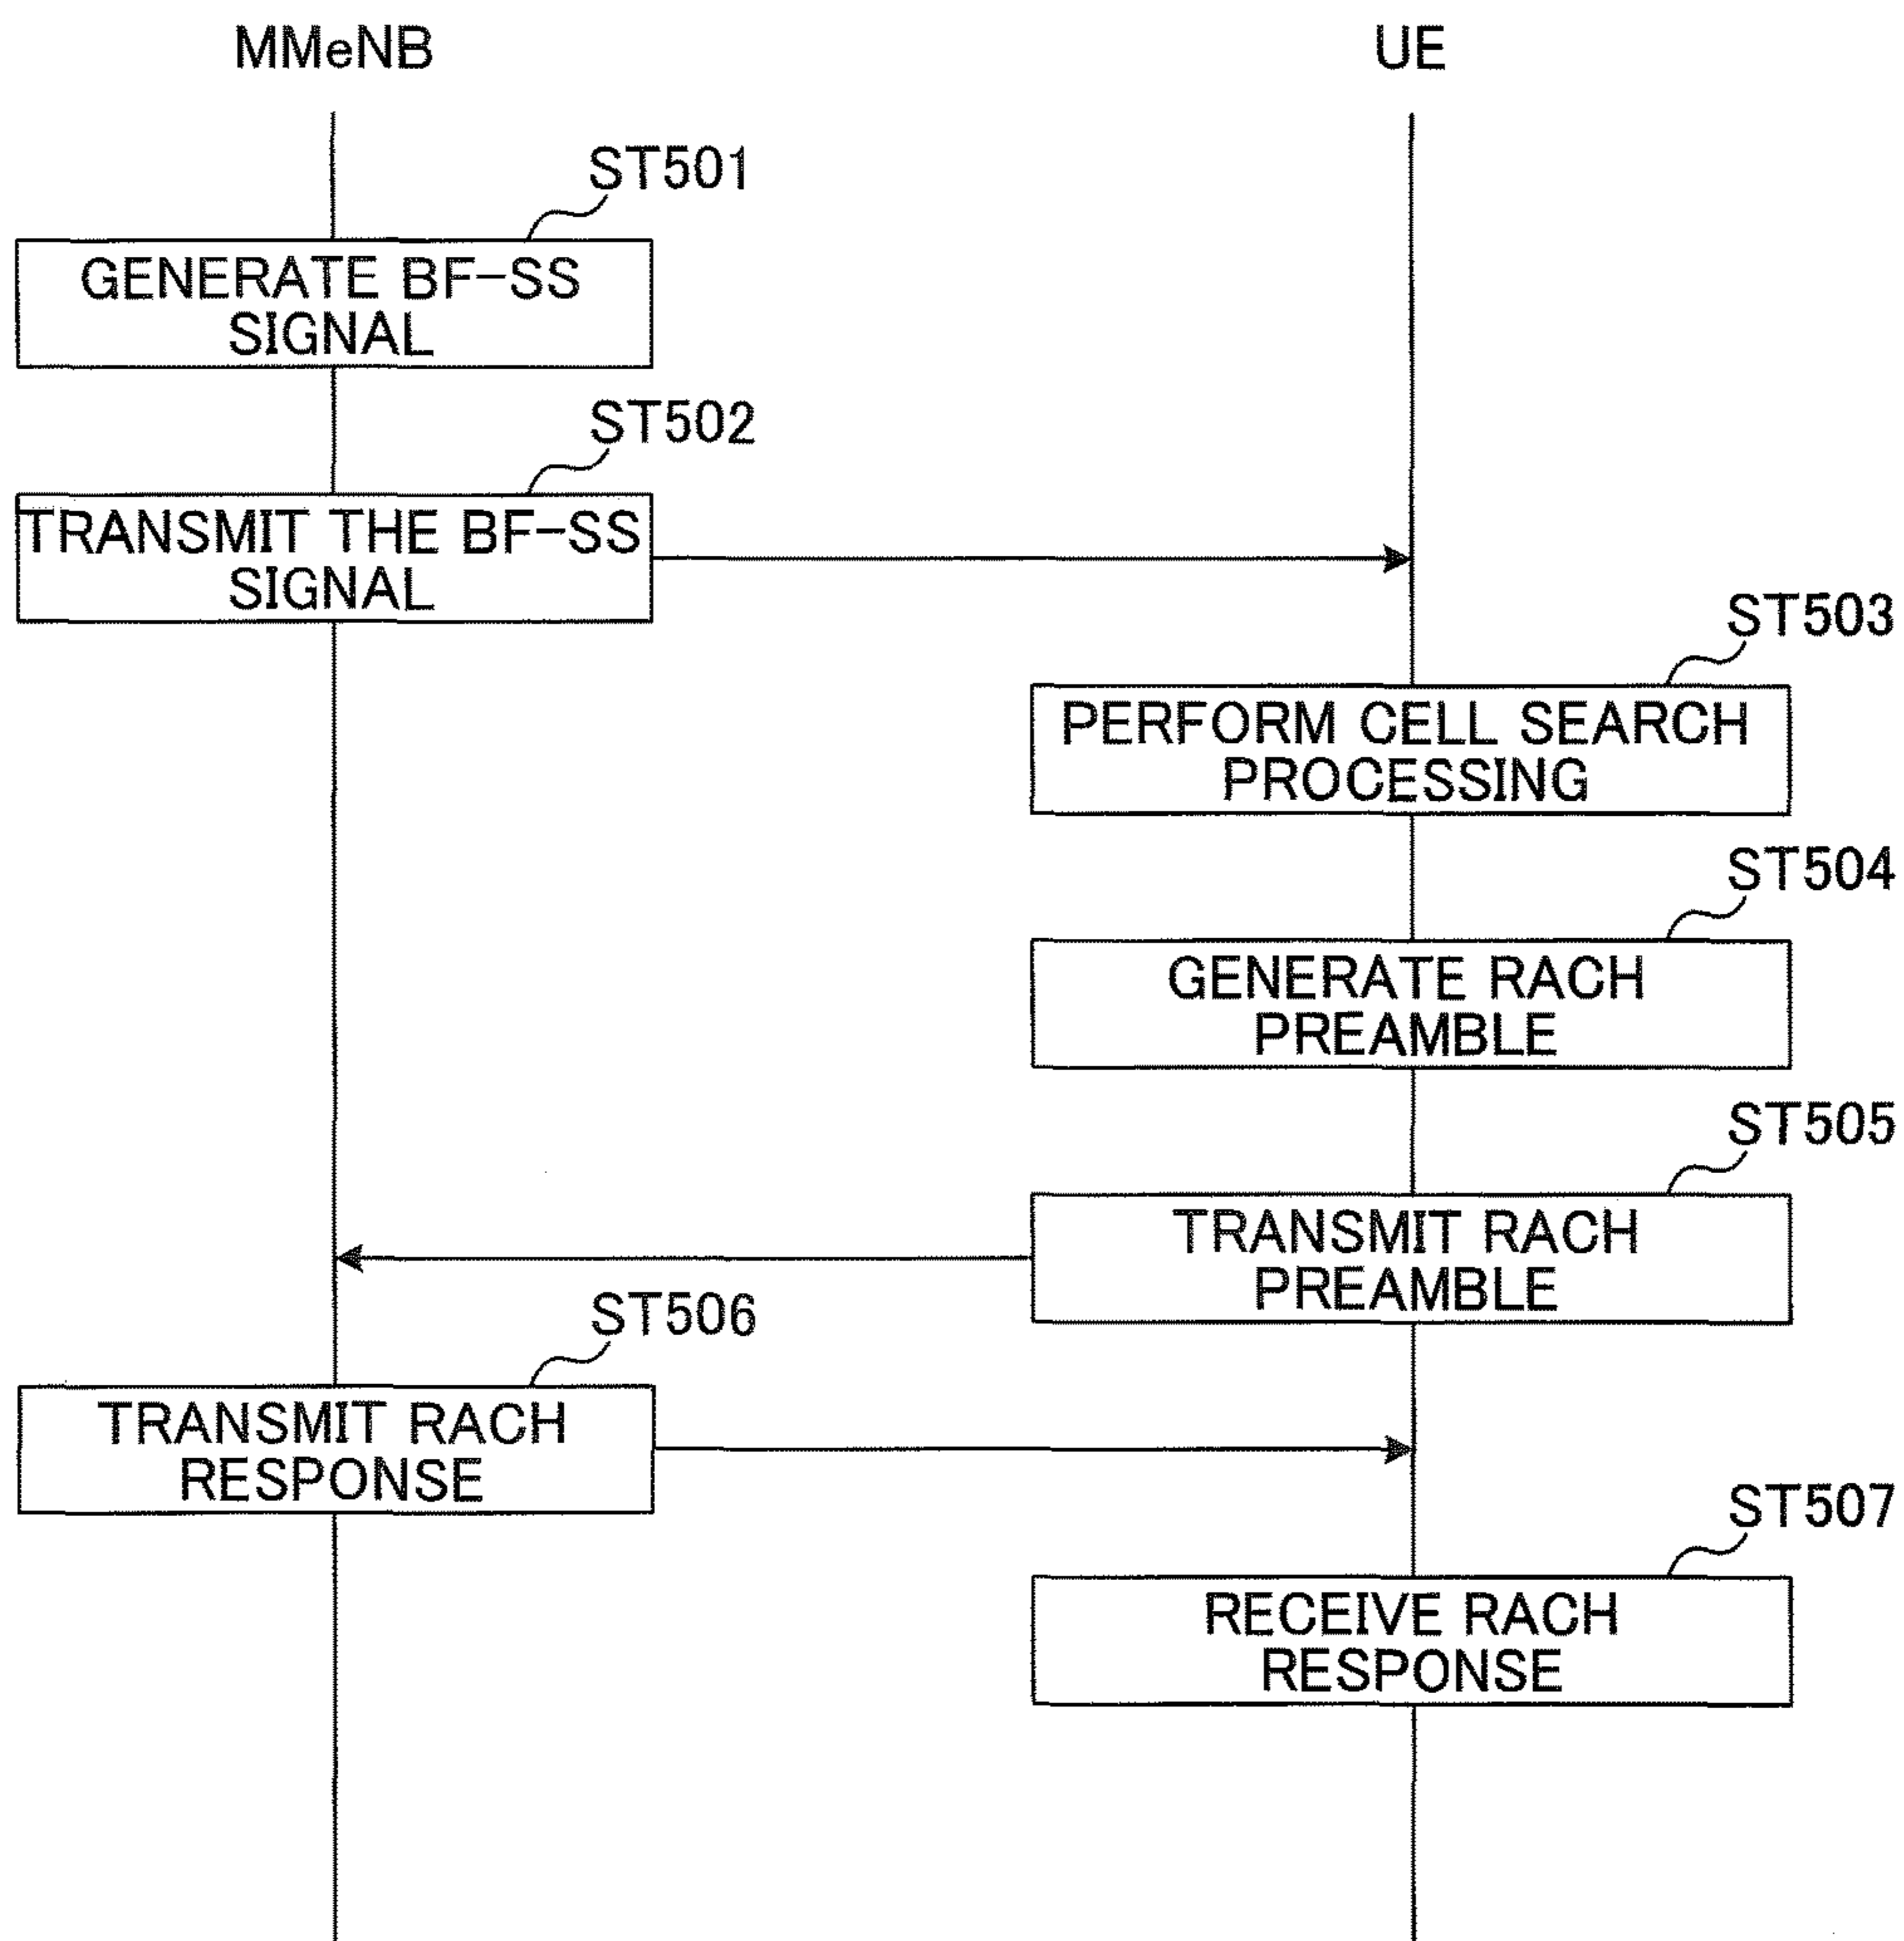 MMeNB
UE
ST501
GENERATE BF-SS
SIGNAL
ST502
TRANSMIT THE BF-SS
SIGNAL
ST503
PERFORM CELL SEARCH
PROCESSING
ST504
GENERATE RACH
PREAMBLE
ST505
TRANSMIT RACH
PREAMBLE
ST506
TRANSMIT RACH
RESPONSE
ST507
RECEIVE RACH
RESPONSE